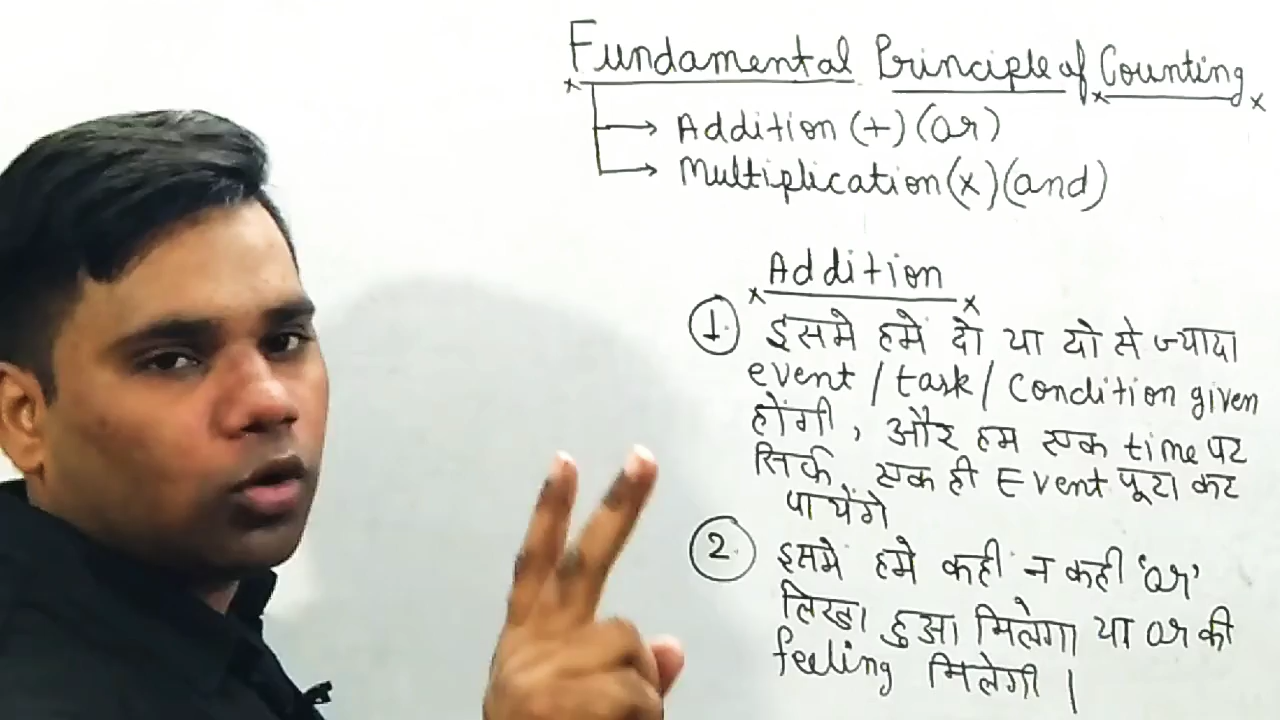 Fundamental Principle of Counting
Addition (+) (or)
Multiplication (x) (and)
Addition
1. इसमे हमें दो या दो से ज्यादा
event / task / Condition given
होंगी, और हम एक time पर
सिर्फ एक ही Event पूरा कर
पायेंगे
2. इसमे हमे कही न कही 'or'
लिखा हुआ मिलेगा या or की
feeling मिलेगी ।